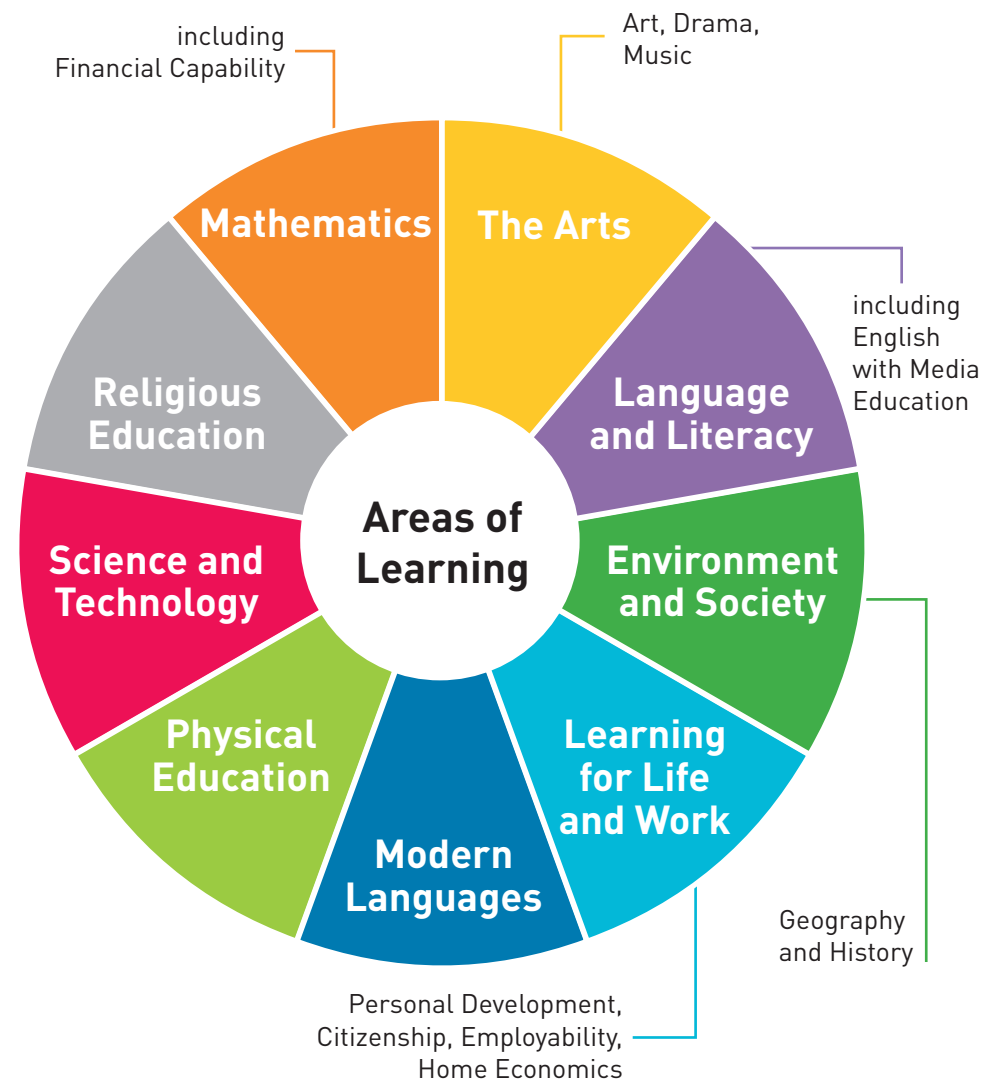 including
Financial Capability
Art, Drama,
Music
Mathematics
The Arts
including
English
with Media
Education
Religious
Education
Language
and Literacy
Areas of
Learning
Science and
Technology
Environment
and Society
Physical
Education
Learning
for Life
and Work
Modern
Languages
Geography
and History
Personal Development,
Citizenship, Employability,
Home Economics